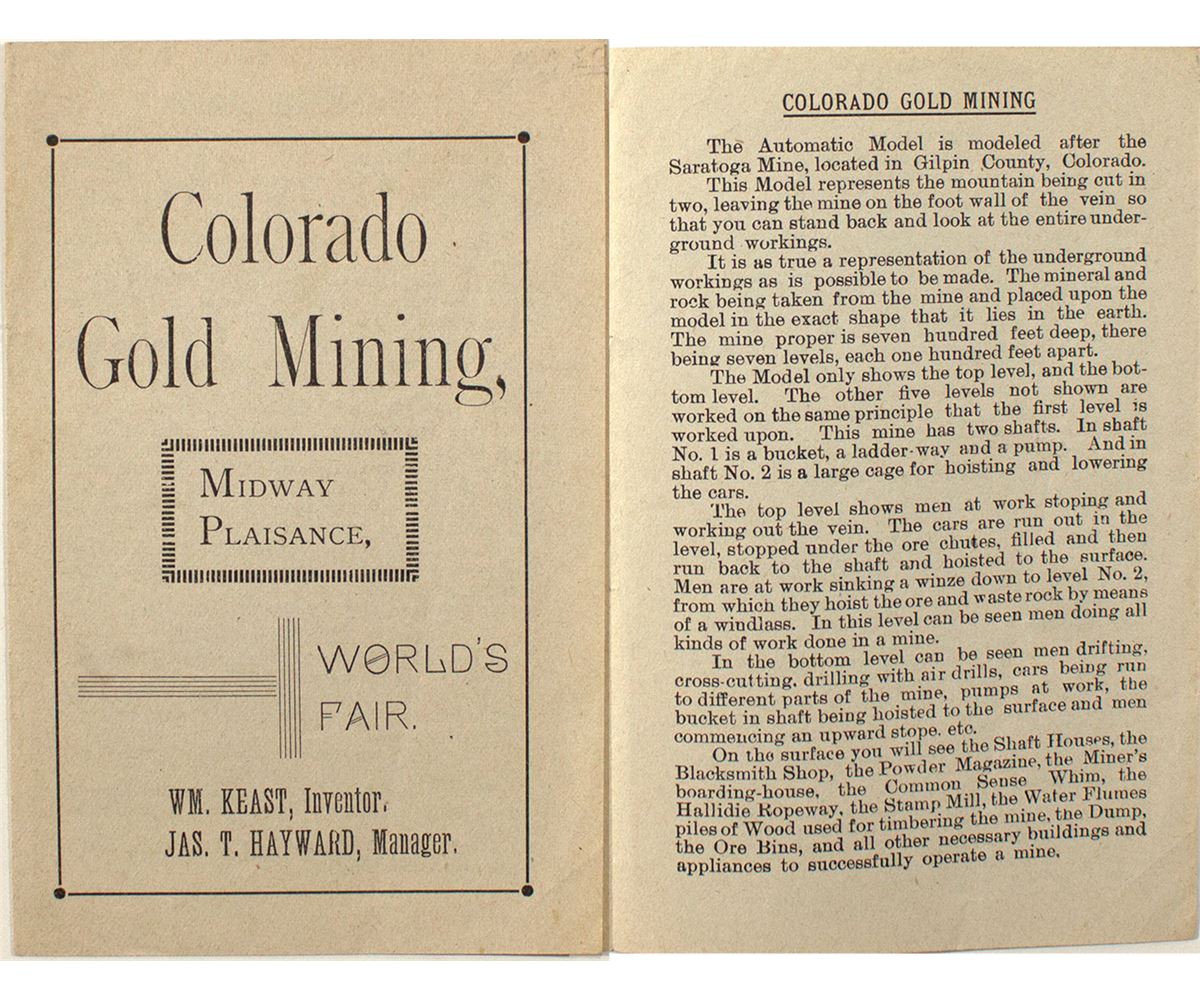 Colorado
Gold Mining,
MIDWAY
PLAISANCE,
WORLD'S
FAIR.
WM. KEAST, Inventor.
JAS. T. HAYWARD, Manager.
COLORADO GOLD MINING
The Automatic Model is modeled after the
Saratoga Mine, located in Gilpin County, Colorado.
This Model represents the mountain being cut in
two, leaving the mine on the foot wall of the vein so
that you can stand back and look at the entire under-
ground workings.
It is as true a representation of the underground
workings as is possible to be made. The mineral and
rock being taken from the mine and placed upon the
model in the exact shape that it lies in the earth.
The mine proper is seven hundred feet deep, there
being seven levels, each one hundred feet apart.
The Model only shows the top level, and the bot-
tom level. The other five levels not shown are
worked on the same principle that the first level is
worked upon. This mine has two shafts. In shaft
No. 1 is a bucket, a ladder-way and a pump. And in
shaft No. 2 is a large cage for hoisting and lowering
the cars.
The top level shows men at work stoping and
working out the vein. The cars are run out in the
level, stopped under the ore chutes, filled and then
run back to the shaft and hoisted to the surface.
Men are at work sinking a winze down to level No. 2,
from which they hoist the ore and waste rock by means
of a windlass. In this level can be seen men doing all
kinds of work done in a mine.
In the bottom level can be seen men drifting,
cross-cutting, drilling with air drills, cars being run
to different parts of the mine, pumps at work, the
bucket in shaft being hoisted to the surface and men
commencing an upward stope, etc.
On the surface you will see the Shaft Houses, the
Blacksmith Shop, the Powder Magazine, the Miner's
boarding-house, the Common Sense Whim, the
Hallidie Ropeway, the Stamp Mill, the Water Flumes
piles of Wood used for timbering the mine, the Dump,
the Ore Bins, and all other necessary buildings and
appliances to successfully operate a mine.